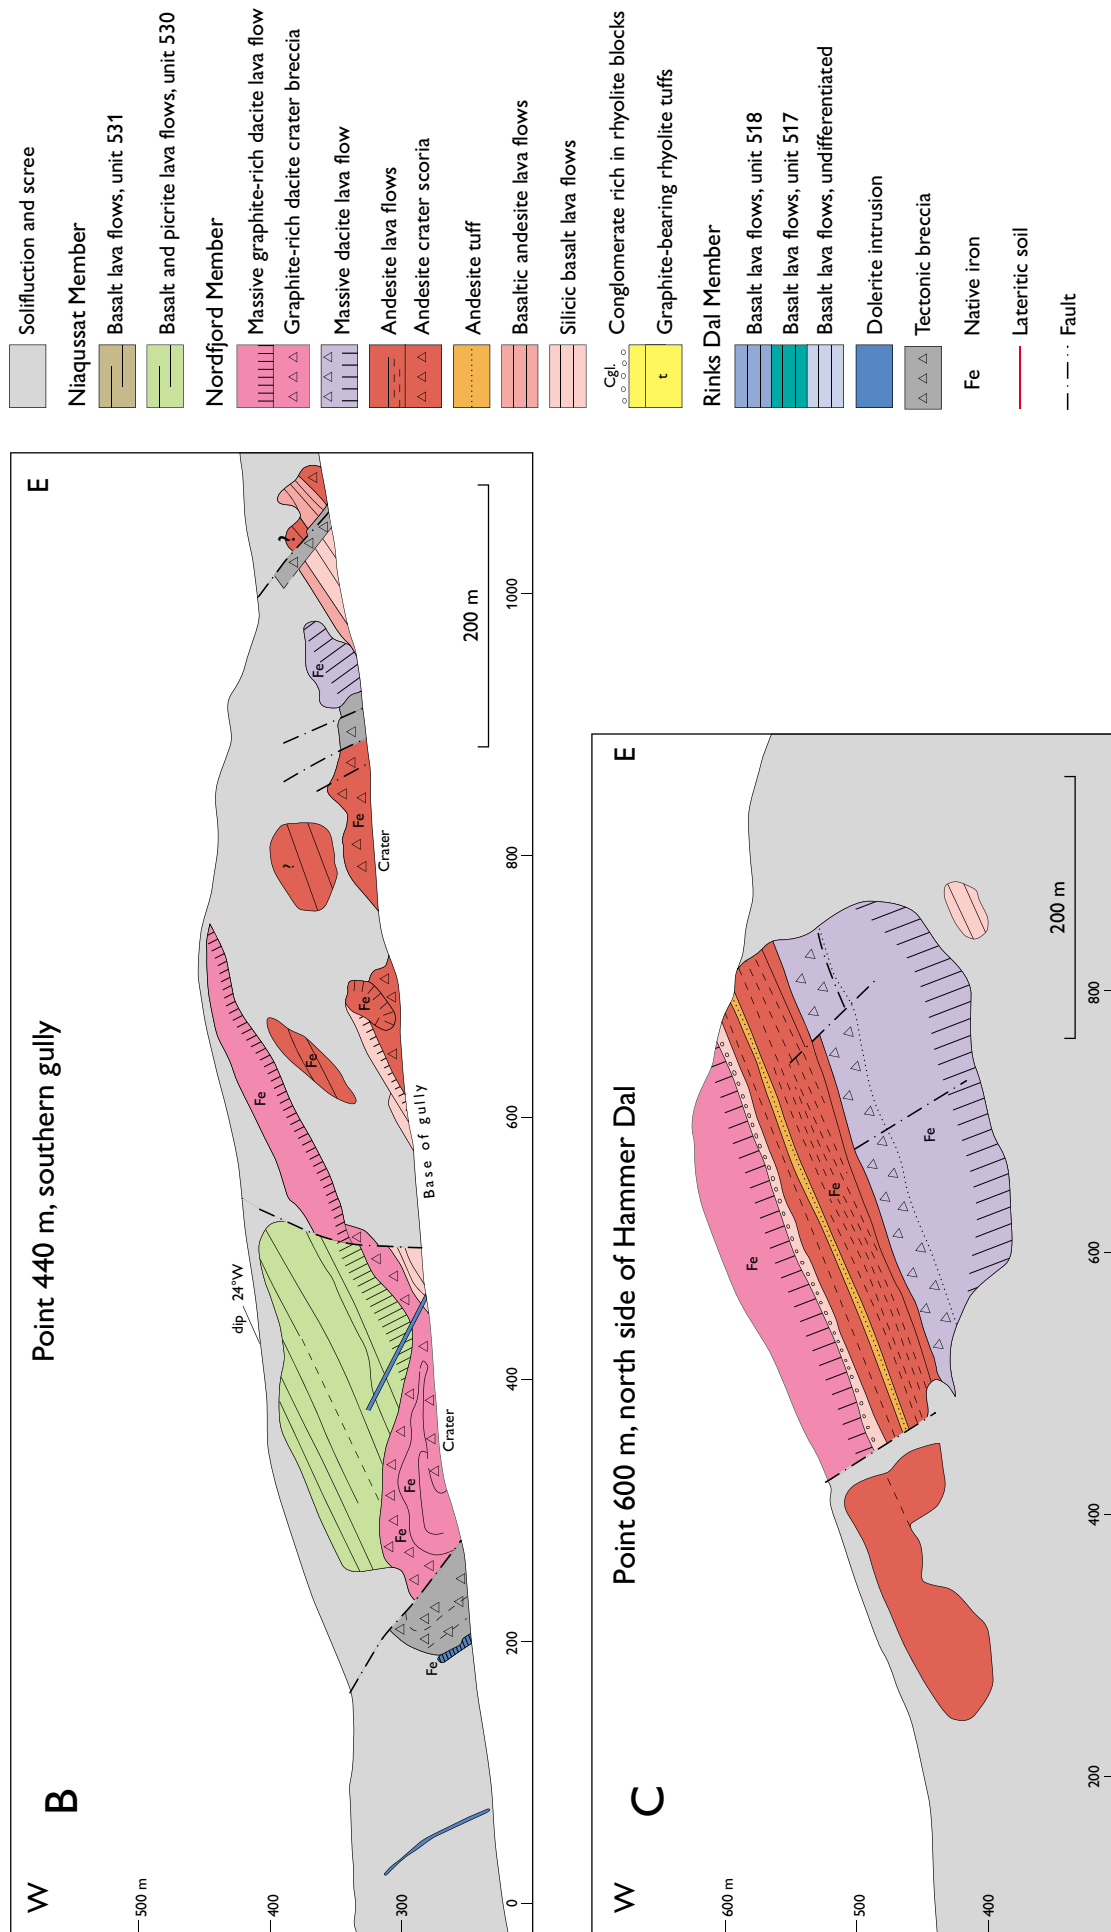 B
Point 440 m, southern gully
W
E
500 m
400
300
0
200
400
600
800
1000
dip 24°W
Fe
Fe
Fe
Fe
Fe
Fe
Fe
Fe
?
?
Crater
Crater
Base of gully
200 m
C
Point 600 m, north side of Hammer Dal
W
E
600 m
500
400
200
400
600
800
Fe
Fe
Fe
200 m
Solifluction and scree
Niaqussat Member
Basalt lava flows, unit 531
Basalt and picrite lava flows, unit 530
Nordfjord Member
Massive graphite-rich dacite lava flow
Graphite-rich dacite crater breccia
Massive dacite lava flow
Andesite lava flows
Andesite crater scoria
Andesite tuff
Basaltic andesite lava flows
Silicic basalt lava flows
Cgl.
Conglomerate rich in rhyolite blocks
t
Graphite-bearing rhyolite tuffs
Rinks Dal Member
Basalt lava flows, unit 518
Basalt lava flows, unit 517
Basalt lava flows, undifferentiated
Dolerite intrusion
Tectonic breccia
Fe Native iron
Lateritic soil
Fault